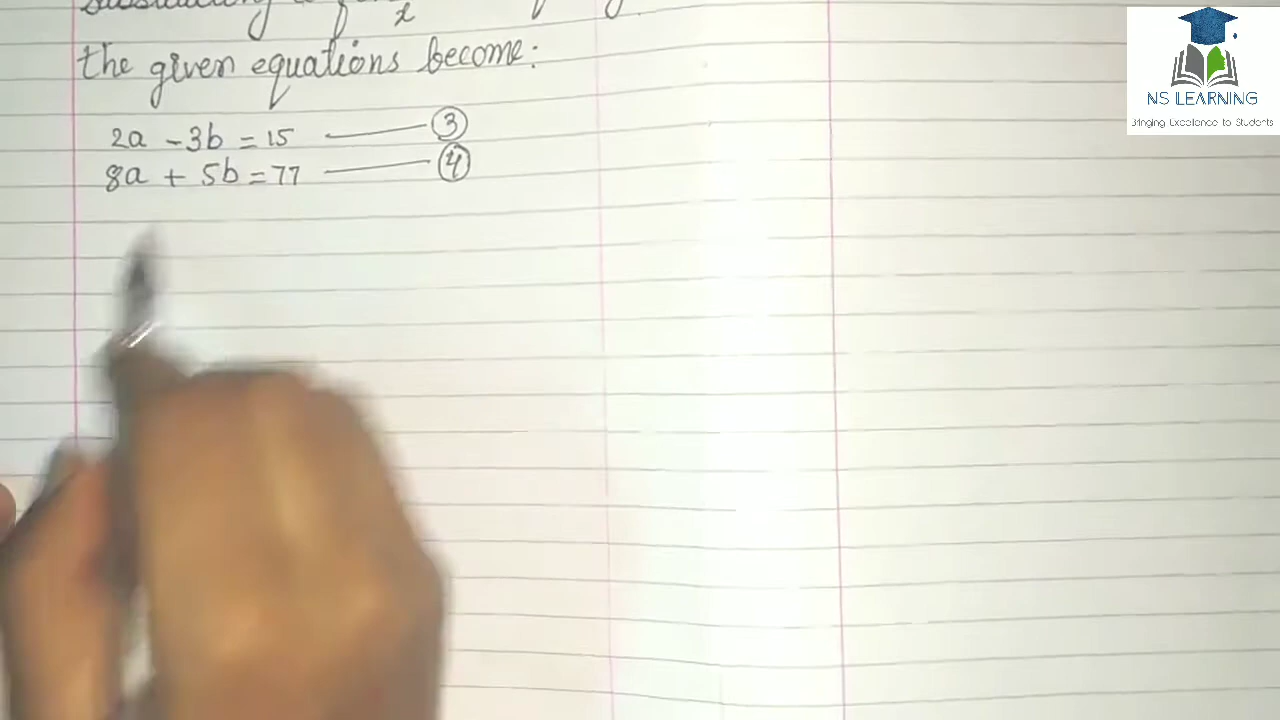 x
the given equations become:
2a - 3b = 15 ——— ③
8a + 5b = 77 ——— ④
NS LEARNING
Bringing Excellence to Students